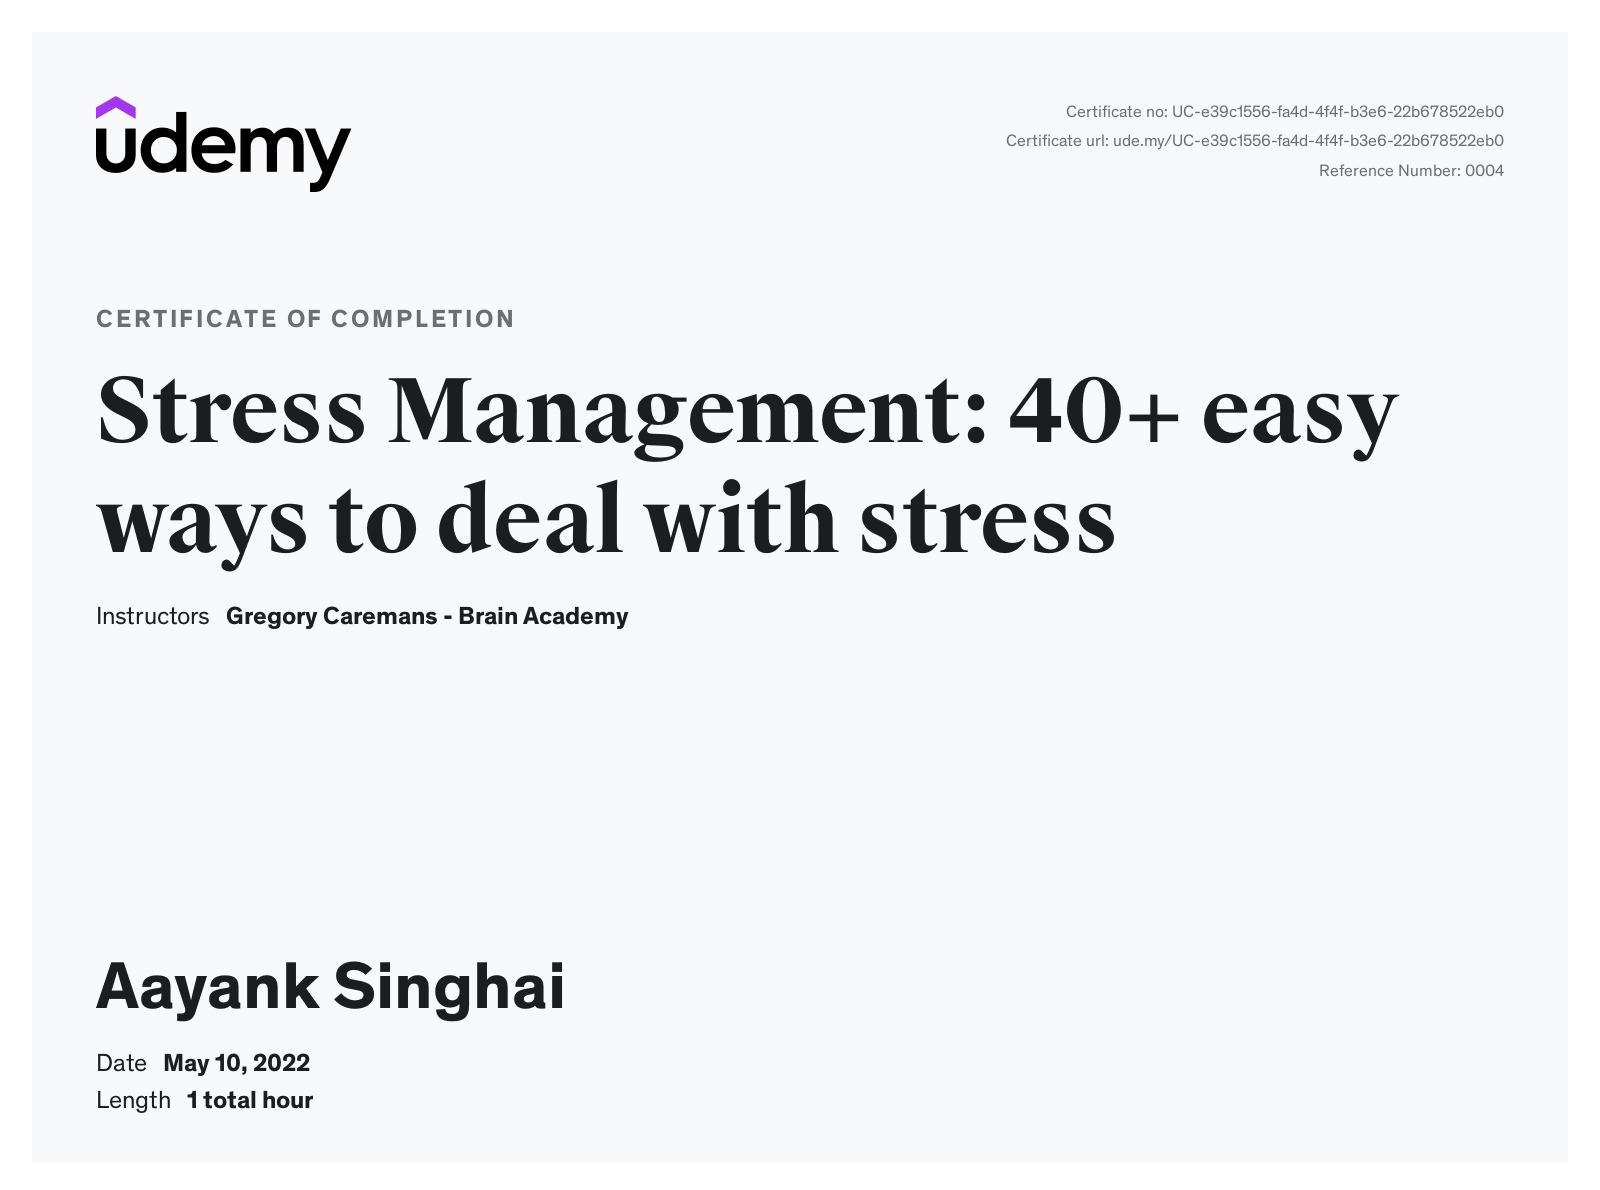 udemy
Certificate no: UC-e39c1556-fa4d-4f4f-b3e6-22b678522eb0
Certificate url: ude.my/UC-e39c1556-fa4d-4f4f-b3e6-22b678522eb0
Reference Number: 0004
CERTIFICATE OF COMPLETION
Stress Management: 40+ easy
ways to deal with stress
Instructors Gregory Caremans - Brain Academy
Aayank Singhai
Date May 10, 2022
Length 1 total hour